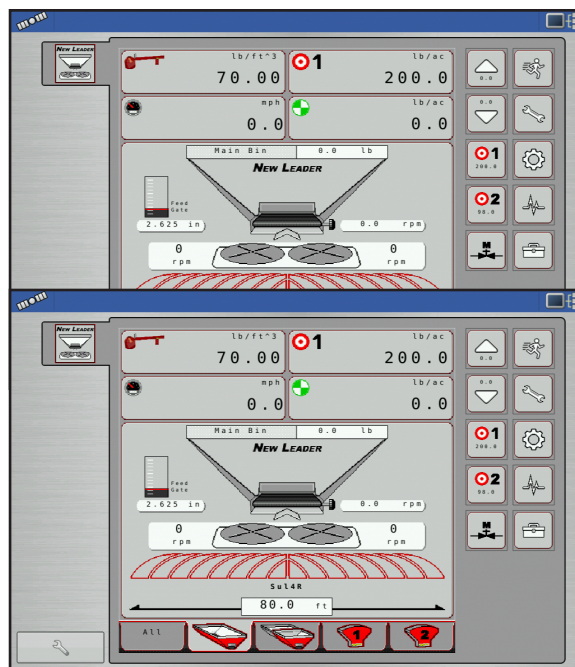 NEW LEADER
lb/ft^3
70.00
1
lb/ac
200.0
mph
0.0
lb/ac
0.0
Main Bin 0.0 lb
NEW LEADER
Feed
Gate
2.625 in
0.0 rpm
0
rpm
0
rpm
0.0
0.0
1
200.0
2
90.0
M
NEW LEADER
lb/ft^3
70.00
1
lb/ac
200.0
mph
0.0
lb/ac
0.0
Main Bin 0.0 lb
NEW LEADER
Feed
Gate
2.625 in
0.0 rpm
0
rpm
0
rpm
Sul4R
80.0 ft
All
1
2
0.0
0.0
1
200.0
2
90.0
M